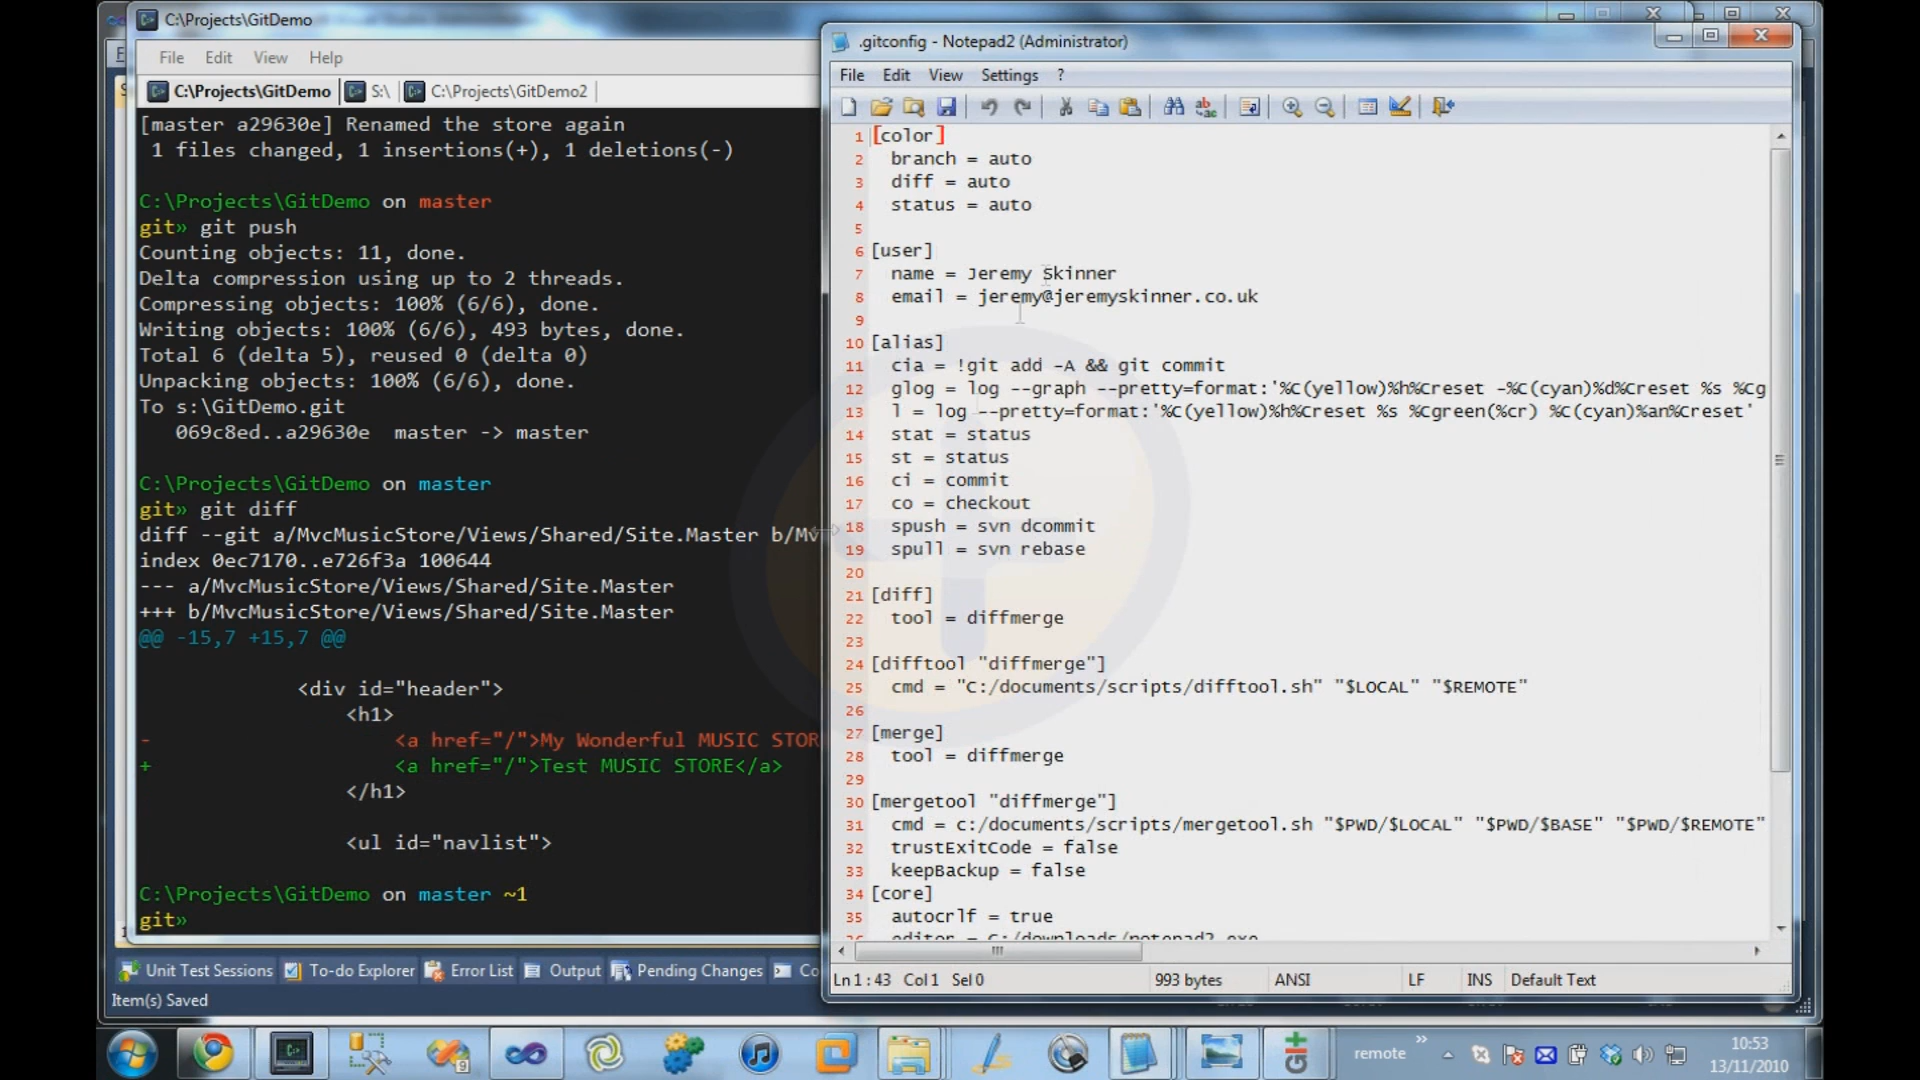 C:\Projects\GitDemo
File Edit View Help
C:\Projects\GitDemo S:\ C:\Projects\GitDemo2
[master a29630e] Renamed the store again
1 files changed, 1 insertions(+), 1 deletions(-)
C:\Projects\GitDemo on master
git» git push
Counting objects: 11, done.
Delta compression using up to 2 threads.
Compressing objects: 100% (6/6), done.
Writing objects: 100% (6/6), 493 bytes, done.
Total 6 (delta 5), reused 0 (delta 0)
Unpacking objects: 100% (6/6), done.
To s:\GitDemo.git
069c8ed..a29630e master -> master
C:\Projects\GitDemo on master
git» git diff
diff --git a/MvcMusicStore/Views/Shared/Site.Master b/Mv
index 0ec7170..e726f3a 100644
--- a/MvcMusicStore/Views/Shared/Site.Master
+++ b/MvcMusicStore/Views/Shared/Site.Master
@@ -15,7 +15,7 @@
<div id="header">
<h1>
- <a href="/">My Wonderful MUSIC STOR
+ <a href="/">Test MUSIC STORE</a>
</h1>
<ul id="navlist">
C:\Projects\GitDemo on master ~1
git»
.gitconfig - Notepad2 (Administrator)
File Edit View Settings ?
1 [color]
2 branch = auto
3 diff = auto
4 status = auto
5
6 [user]
7 name = Jeremy Skinner
8 email = jeremy@jeremyskinner.co.uk
9
10 [alias]
11 cia = !git add -A && git commit
12 glog = log --graph --pretty=format:'%C(yellow)%h%Creset -%C(cyan)%d%Creset %s %Cg
13 l = log --pretty=format:'%C(yellow)%h%Creset %s %Cgreen(%cr) %C(cyan)%an%Creset'
14 stat = status
15 st = status
16 ci = commit
17 co = checkout
18 spush = svn dcommit
19 spull = svn rebase
20
21 [diff]
22 tool = diffmerge
23
24 [difftool "diffmerge"]
25 cmd = "C:/documents/scripts/difftool.sh" "$LOCAL" "$REMOTE"
26
27 [merge]
28 tool = diffmerge
29
30 [mergetool "diffmerge"]
31 cmd = c:/documents/scripts/mergetool.sh "$PWD/$LOCAL" "$PWD/$BASE" "$PWD/$REMOTE"
32 trustExitCode = false
33 keepBackup = false
34 [core]
35 autocrlf = true
editor = C:/downloads/notepad2.exe
Ln 1 : 43 Col 1 Sel 0 993 bytes ANSI LF INS Default Text
Unit Test Sessions To-do Explorer Error List Output Pending Changes Co
Item(s) Saved
remote
10:53
13/11/2010